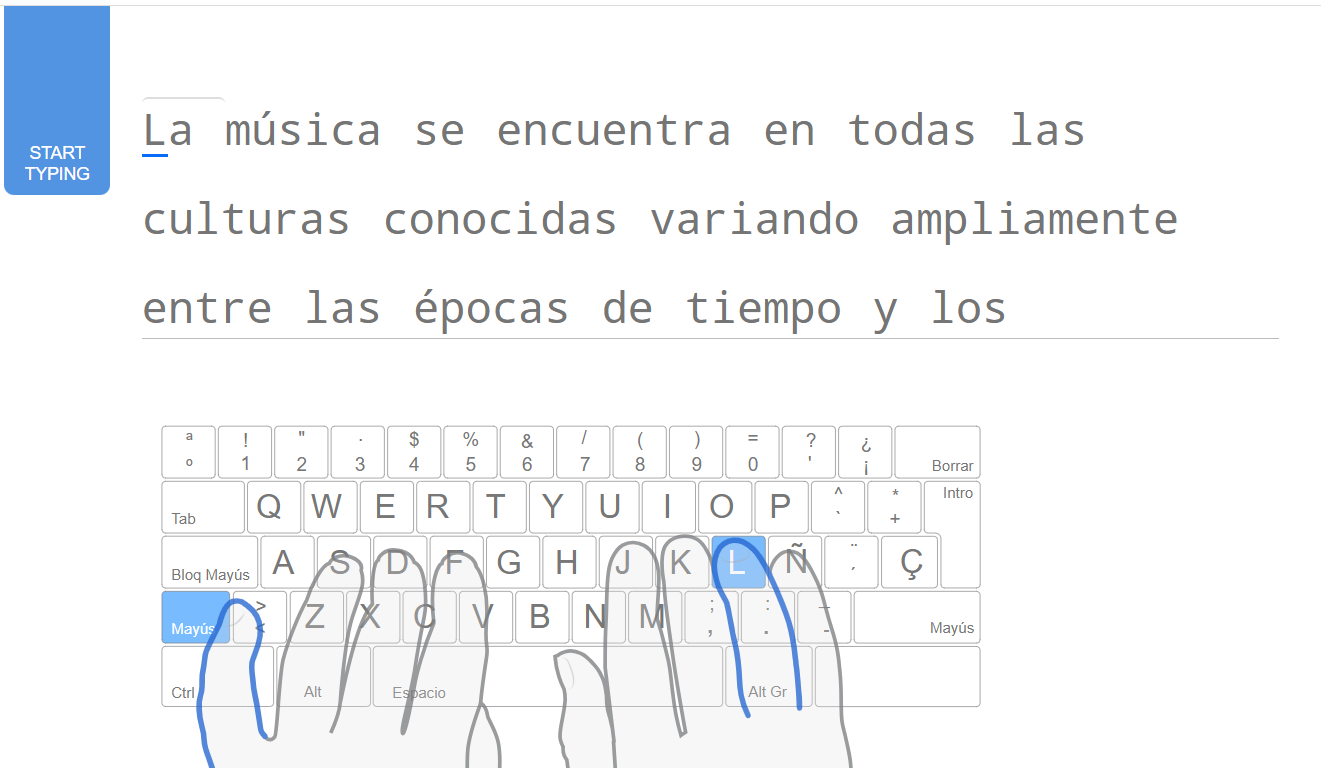 START
TYPING
La música se encuentra en todas las
culturas conocidas variando ampliamente
entre las épocas de tiempo y los
ª ! " · $ % & / ( ) = ? ¿
º 1 2 3 4 5 6 7 8 9 0 ' ¡ Borrar
Tab Q W E R T Y U I O P ^ ` * + Intro
Bloq Mayús A S D F G H J K L Ñ ¨ ´ Ç
Mayús > < Z X C V B N M ; , : . _ - Mayús
Ctrl Alt Espacio Alt Gr